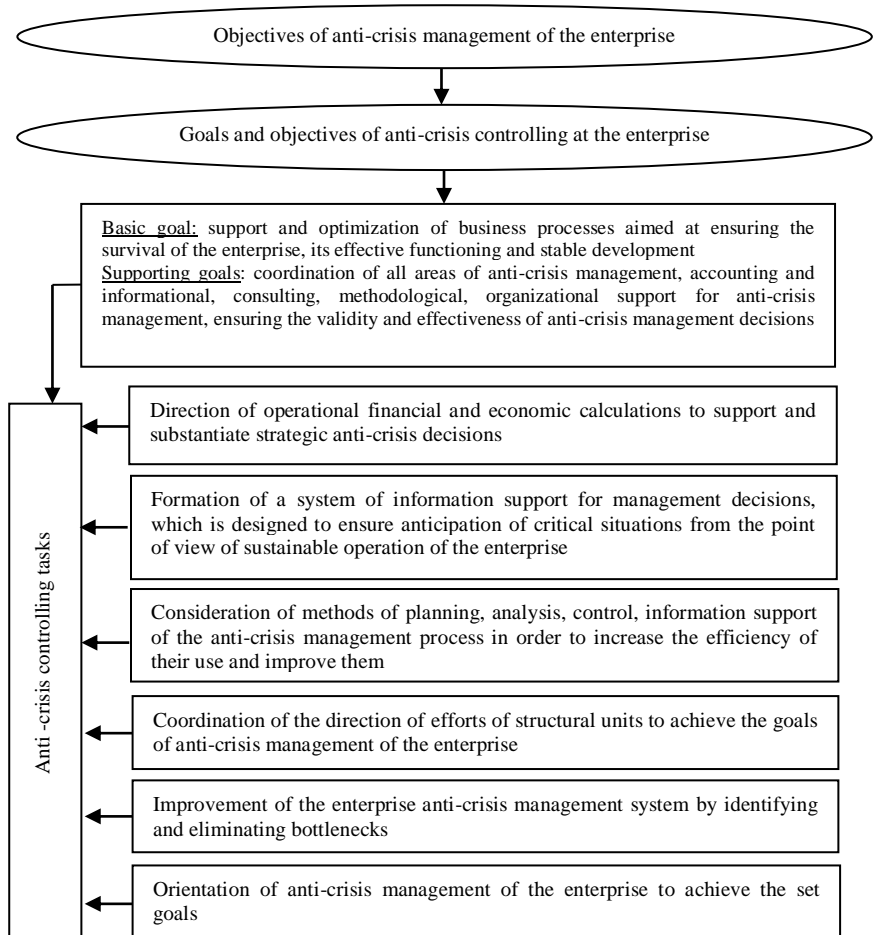 Objectives of anti-crisis management of the enterprise
Goals and objectives of anti-crisis controlling at the enterprise
Basic goal: support and optimization of business processes aimed at ensuring the
survival of the enterprise, its effective functioning and stable development
Supporting goals: coordination of all areas of anti-crisis management, accounting and
informational, consulting, methodological, organizational support for anti-crisis
management, ensuring the validity and effectiveness of anti-crisis management decisions
Anti -crisis controlling tasks
Direction of operational financial and economic calculations to support and
substantiate strategic anti-crisis decisions
Formation of a system of information support for management decisions,
which is designed to ensure anticipation of critical situations from the point
of view of sustainable operation of the enterprise
Consideration of methods of planning, analysis, control, information support
of the anti-crisis management process in order to increase the efficiency of
their use and improve them
Coordination of the direction of efforts of structural units to achieve the goals
of anti-crisis management of the enterprise
Improvement of the enterprise anti-crisis management system by identifying
and eliminating bottlenecks
Orientation of anti-crisis management of the enterprise to achieve the set
goals